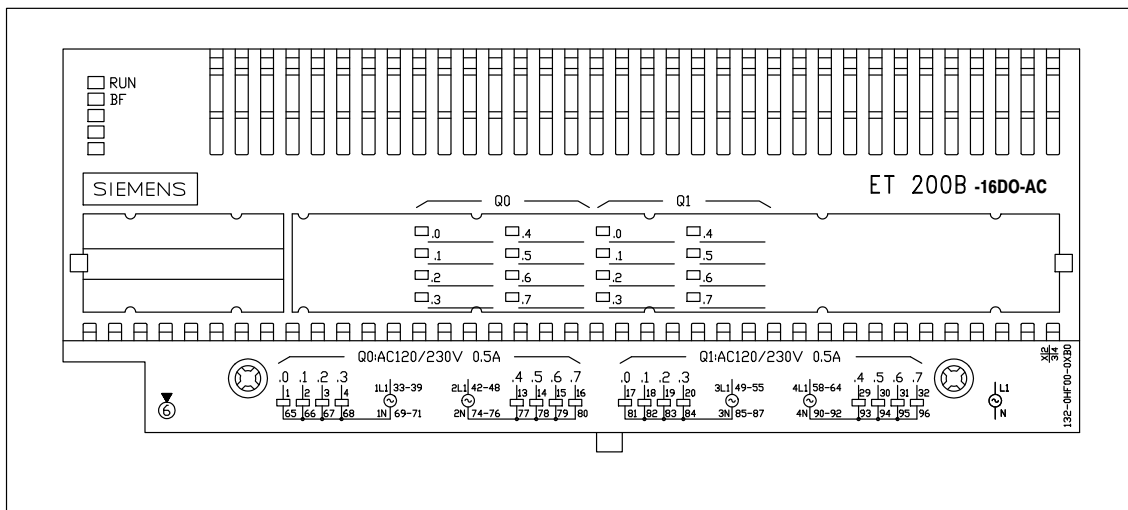 RUN
BF
SIEMENS
ET 200B -16DO-AC
Q0 Q1
.0 .4 .0 .4
.1 .5 .1 .5
.2 .6 .2 .6
.3 .7 .3 .7
Q0:AC120/230V 0.5A Q1:AC120/230V 0.5A
X|2
3|4
.0 .1 .2 .3 .4 .5 .6 .7 .0 .1 .2 .3 .4 .5 .6 .7
1 2 3 4 1L1 33-39 2L1 42-48 13 14 15 16 17 18 19 20 3L1 49-55 4L1 58-64 29 30 31 32 L1
65 66 67 68 1N 69-71 2N 74-76 77 78 79 80 81 82 83 84 3N 85-87 4N 90-92 93 94 95 96 N
6
132-0HF00-0XB0